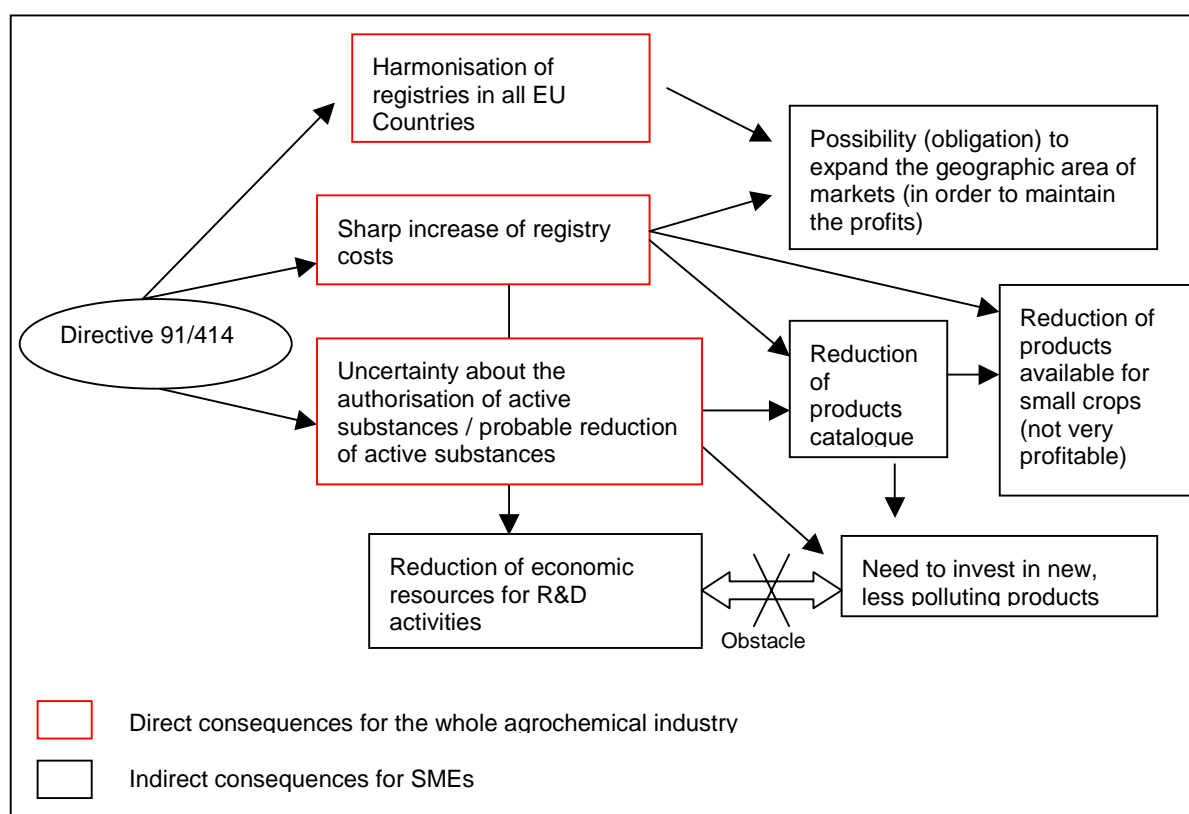 Harmonisation of
registries in all EU
Countries
Possibility (obligation) to
expand the geographic area of
markets (in order to maintain
the profits)
Sharp increase of registry
costs
Directive 91/414
Uncertainty about the
authorisation of active
substances / probable reduction
of active substances
Reduction
of
products
catalogue
Reduction of
products
available for
small crops
(not very
profitable)
Reduction of economic
resources for R&D
activities
Obstacle
Need to invest in new,
less polluting products
Direct consequences for the whole agrochemical industry
Indirect consequences for SMEs